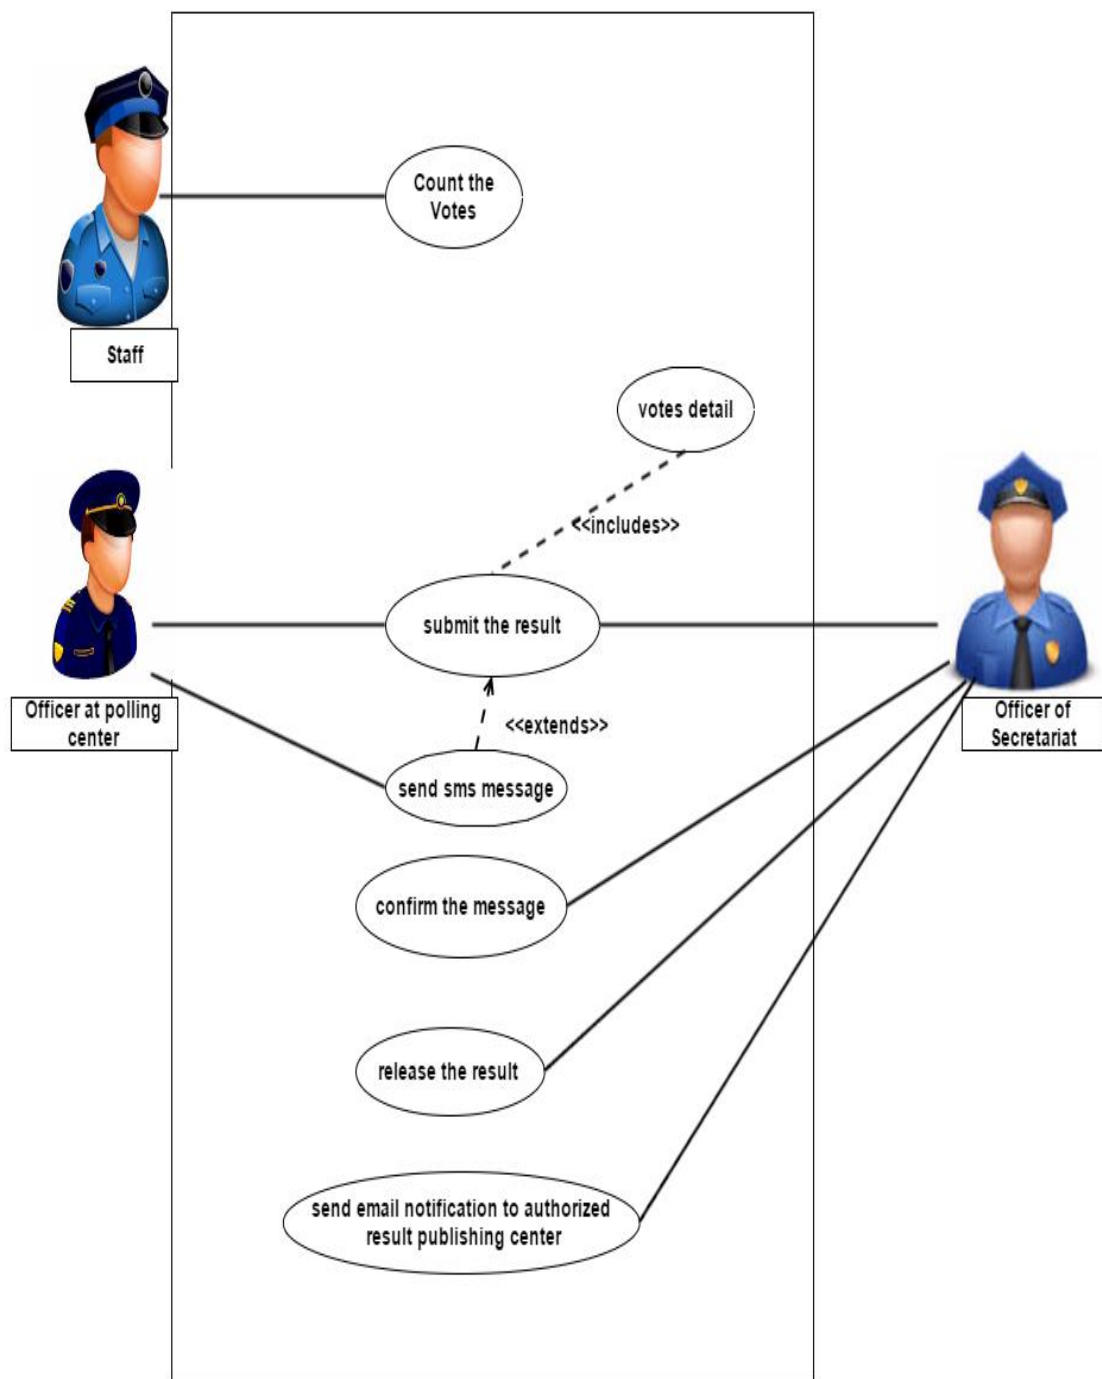 Count the
Votes
Staff
votes detail
<<includes>>
submit the result
Officer at polling
center
Officer of
Secretariat
<<extends>>
send sms message
confirm the message
release the result
send email notification to authorized
result publishing center